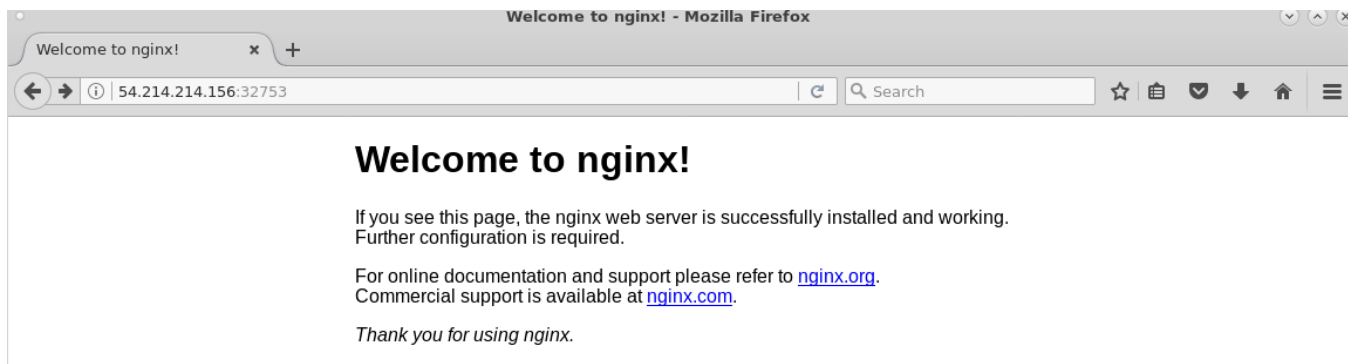 Welcome to nginx! - Mozilla Firefox
Welcome to nginx!
54.214.214.156:32753
Search
Welcome to nginx!
If you see this page, the nginx web server is successfully installed and working.
Further configuration is required.
For online documentation and support please refer to nginx.org.
Commercial support is available at nginx.com.
Thank you for using nginx.